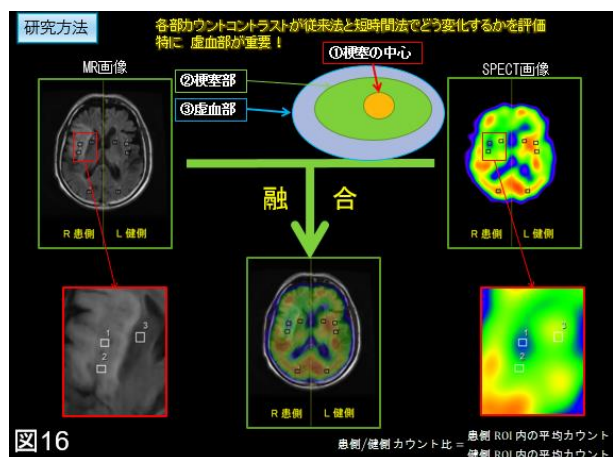 研究方法
各部カウントコントラストが従来法と短時間法でどう変化するかを評価
特に 虚血部が重要！
①梗塞の中心
MR画像
②梗塞部
SPECT画像
③虚血部
融 合
R 患側 L 健側
R 患側 L 健側
R 患側 L 健側
1
2
3
1
2
3
図16
患側/健側カウント比 = 患側 ROI 内の平均カウント
健側 ROI 内の平均カウント